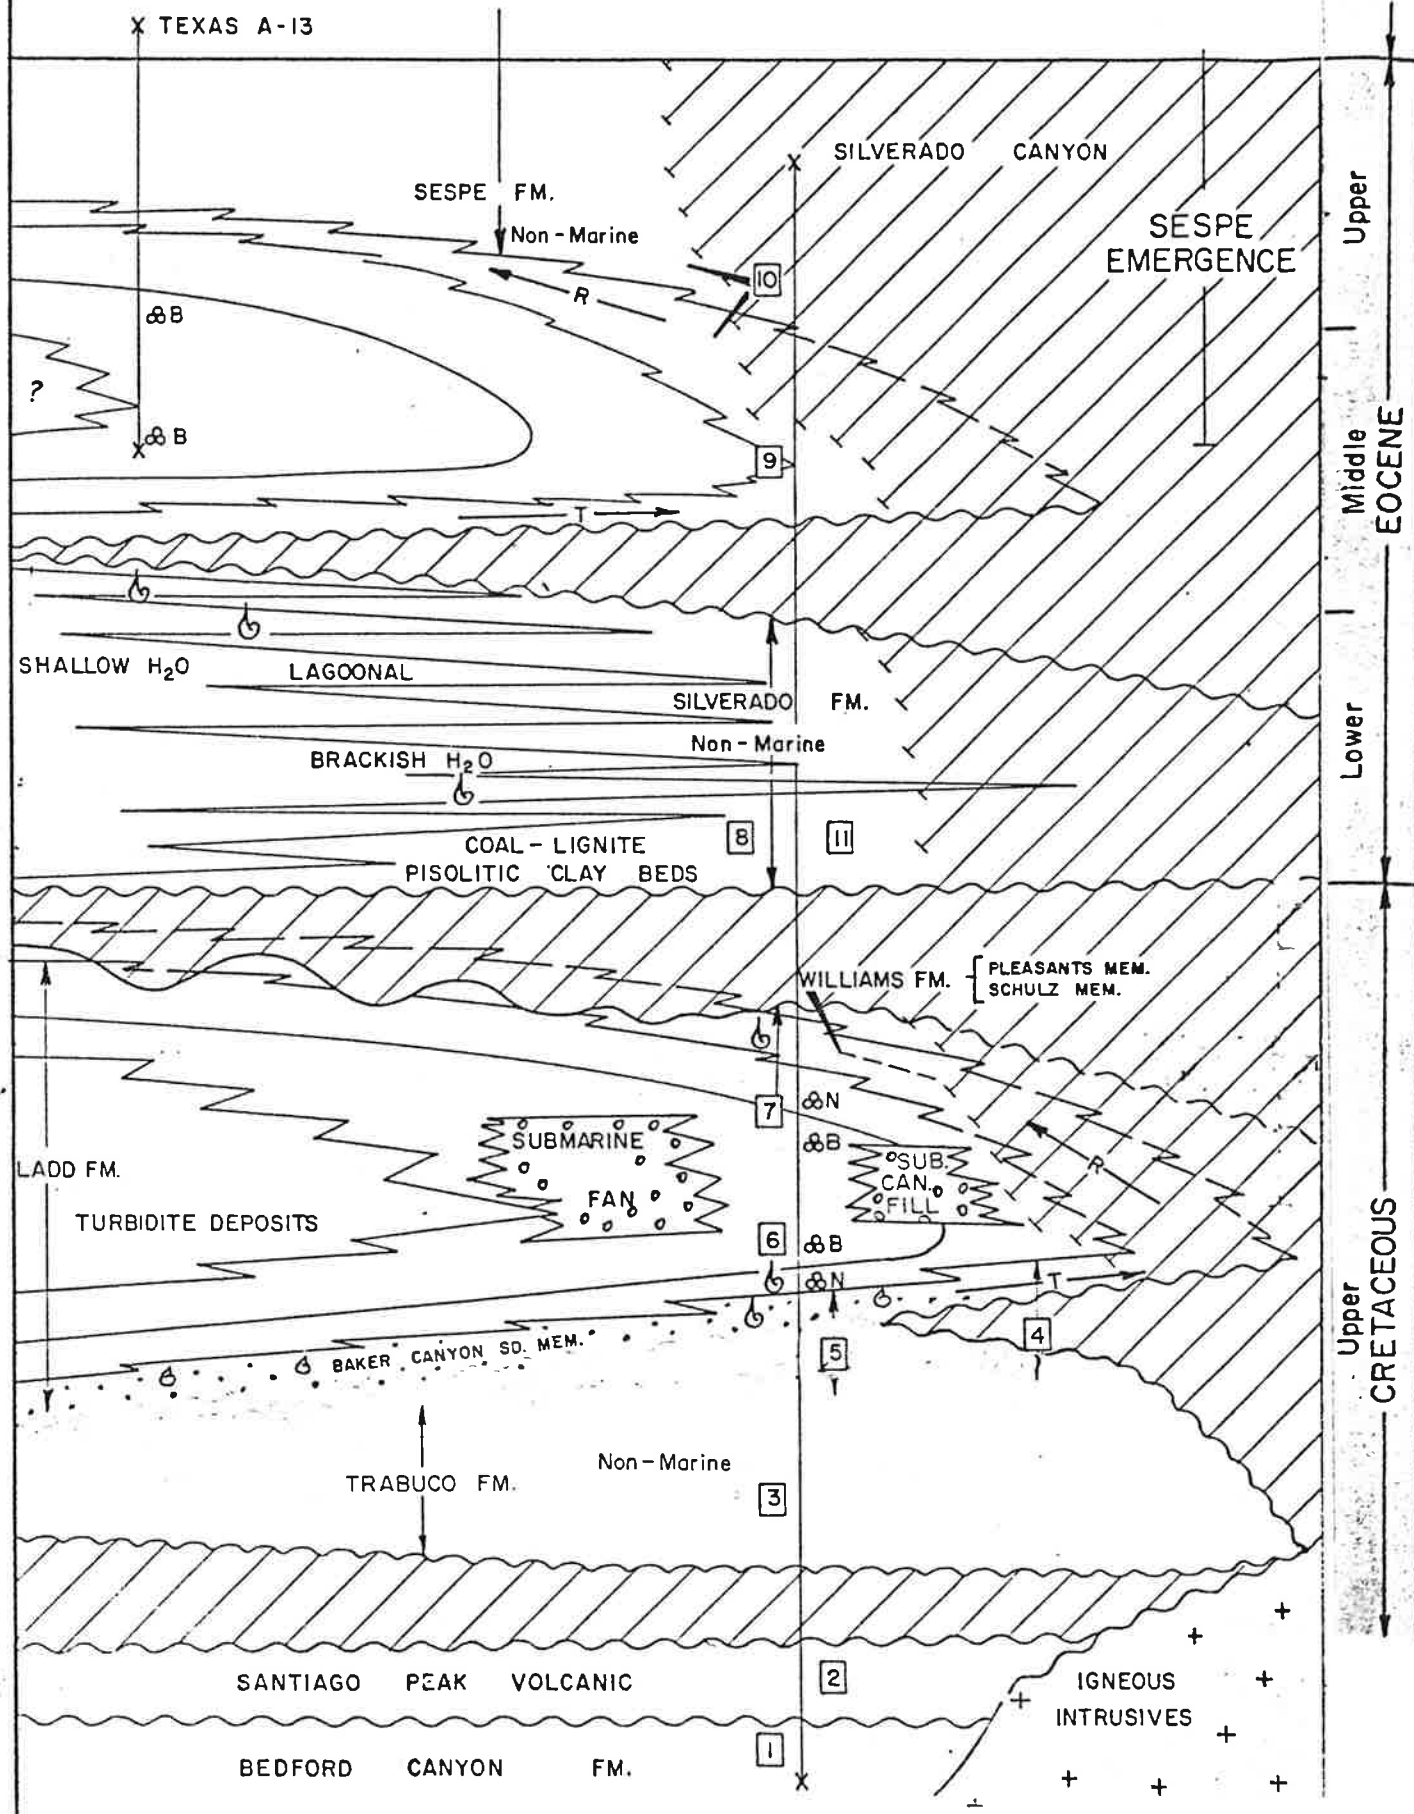 TEXAS A-13
SILVERADO CANYON
SESPE FM.
Non-Marine
SESPE
EMERGENCE
Upper
10
R
B
?
B
9
Middle
EOCENE
T
SHALLOW H₂O
LAGOONAL
SILVERADO FM.
Non-Marine
Lower
BRACKISH H₂O
8
11
COAL-LIGNITE
PISOLITIC CLAY BEDS
WILLIAMS FM.
PLEASANTS MEM.
SCHULZ MEM.
7
N
B
SUBMARINE
FAN
SUB.
CAN.
FILL
R
LADD FM.
TURBIDITE DEPOSITS
6
B
N
T
BAKER CANYON SD. MEM.
4
5
Upper
CRETACEOUS
Non-Marine
TRABUCO FM.
3
SANTIAGO PEAK VOLCANIC
2
IGNEOUS
INTRUSIVES
1
BEDFORD CANYON FM.